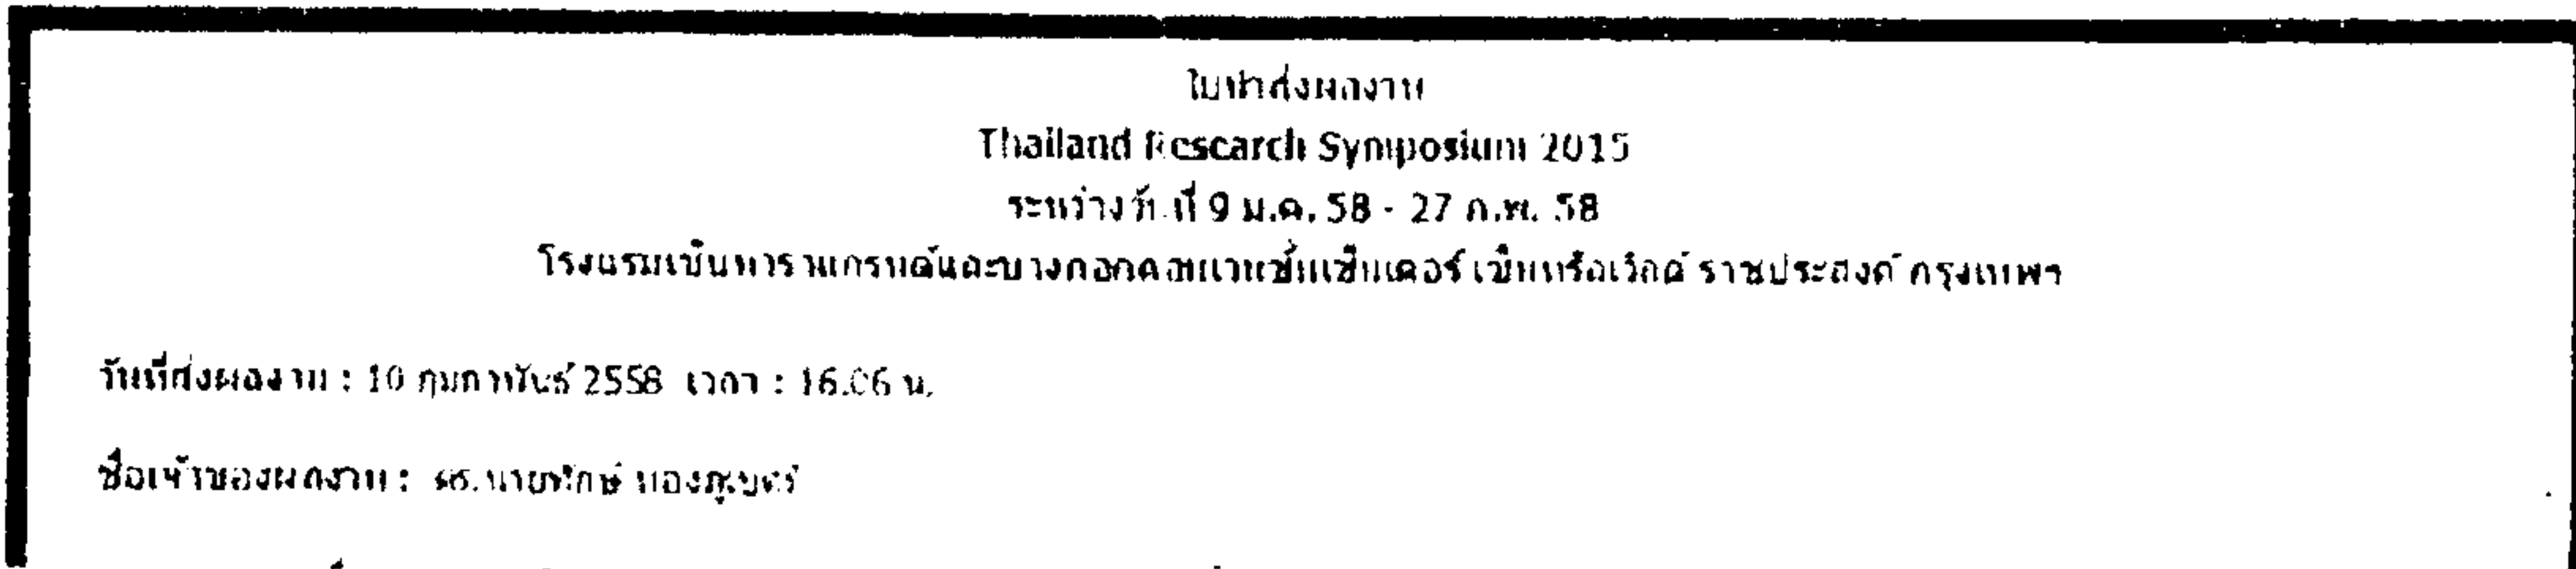 ใบนำส่งผลงาน
Thailand Research Symposium 2015
ระหว่างวันที่ 9 ม.ค. 58 - 27 ก.พ. 58
โรงแรมเซ็นทาราแกรนด์และบางกอกคอนเวนชั่นเซ็นเตอร์ เซ็นทรัลเวิลด์ ราชประสงค์ กรุงเทพฯ
วันที่ส่งผลงาน : 10 กุมภาพันธ์ 2558 เวลา : 16.06 น.
ชื่อเจ้าของผลงาน :